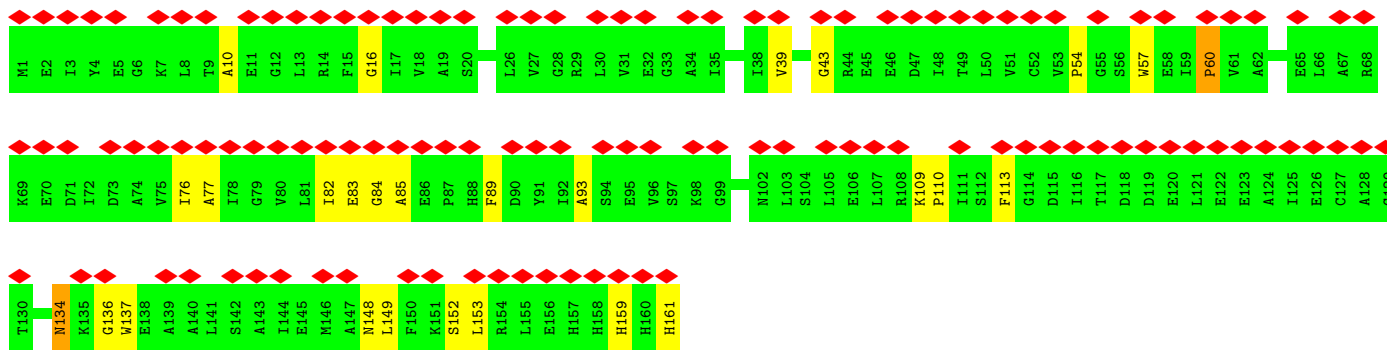 M1 E2 I3 Y4 E5 G6 K7 L8 T9 A10 E11 G12 L13 R14 F15 G16 I17 V18 A19 S20 L26 V27 G28 R29 L30 V31 E32 G33 A34 I35 I38 V39 G43 R44 E45 E46 D47 I48 T49 L50 V51 C52 V53 P54 G55 S56 W57 E58 I59 P60 V61 A62 E65 L66 A67 R68
K69 E70 D71 I72 D73 A74 V75 I76 A77 I78 G79 V80 L81 I82 E83 G84 A85 E86 P87 H88 F89 D90 Y91 I92 A93 S94 E95 V96 S97 K98 G99 N102 L103 S104 L105 E106 L107 R108 K109 P110 I111 S112 F113 G114 D115 I116 T117 D118 D119 E120 L121 E122 E123 A124 I125 E126 C127 A128
T130 N134 K135 G136 W137 E138 A139 A140 L141 S142 A143 I144 E145 M146 A147 N148 L149 F150 K151 S152 L153 R154 L155 E156 H157 H158 H159 H160 H161